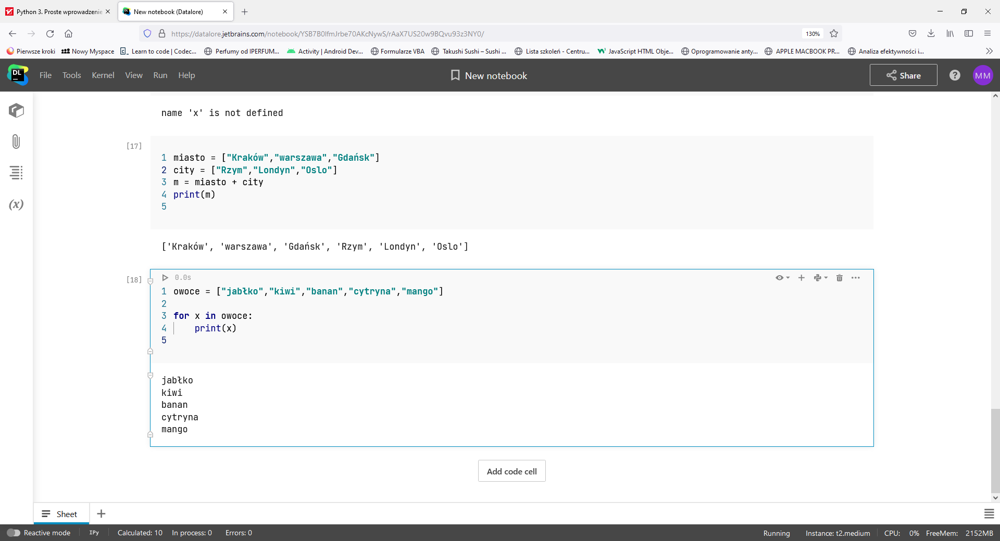 Python 3. Proste wprowadzenie
New notebook (Datalore)
https://datalore.jetbrains.com/notebook/YSB7B0lfmJrbe70AKcNywS/rAaX7US20w9BQvu93z3NY0/
130%
Pierwsze kroki
Nowy Myspace
Learn to code | Codec...
Perfumy od IPERFUM...
Activity | Android Dev...
Formularze VBA
Takushi Sushi – Sushi ...
Lista szkoleń - Centru...
JavaScript HTML Obje...
Oprogramowanie anty...
APPLE MACBOOK PR...
Analiza efektywności i...
DL
File Tools Kernel View Run Help
New notebook
Share
MM
name 'x' is not defined
[17]
1 miasto = ["Kraków","warszawa","Gdańsk"]
2 city = ["Rzym","Londyn","Oslo"]
3 m = miasto + city
4 print(m)
5
['Kraków', 'warszawa', 'Gdańsk', 'Rzym', 'Londyn', 'Oslo']
[18]
0.0s
1 owoce = ["jabłko","kiwi","banan","cytryna","mango"]
2
3 for x in owoce:
4     print(x)
5
jabłko
kiwi
banan
cytryna
mango
Add code cell
Sheet
Reactive mode IPy Calculated: 10 In process: 0 Errors: 0
Running Instance: t2.medium CPU: 0% FreeMem: 2152MB